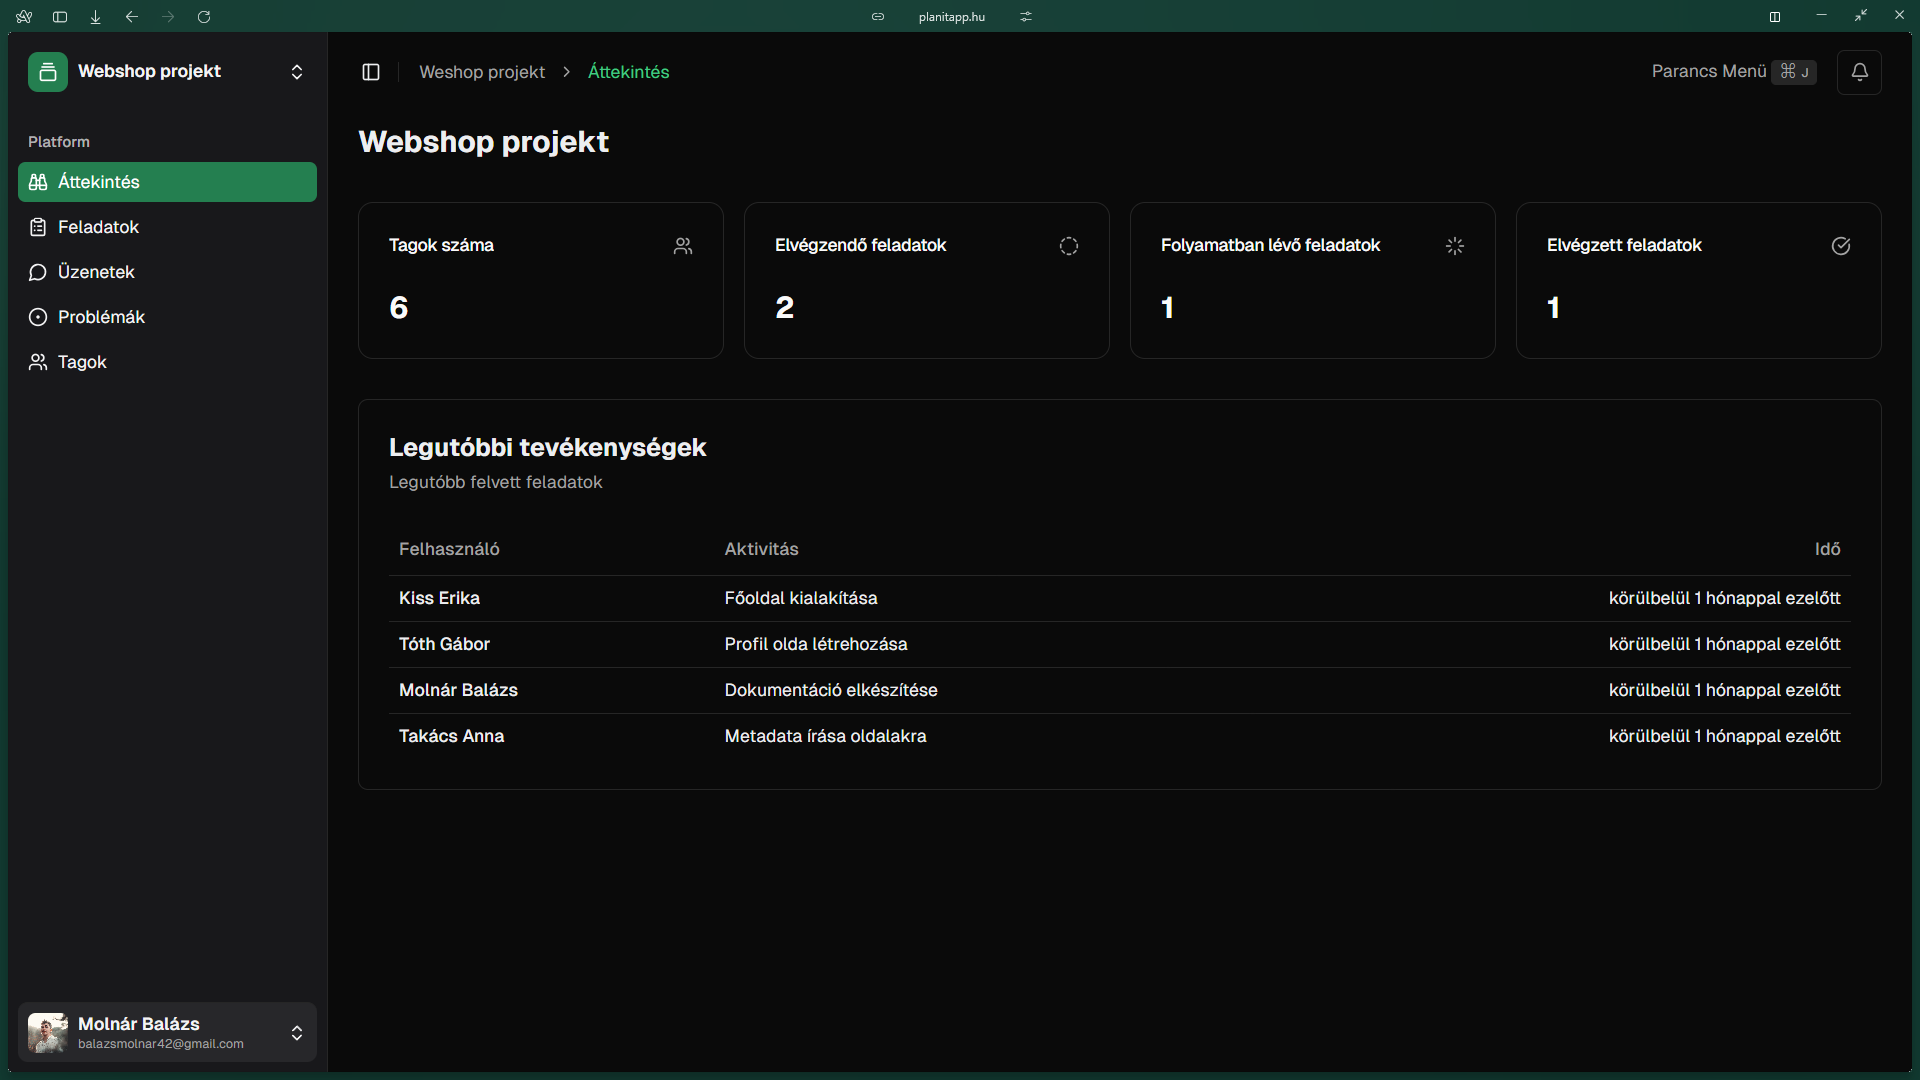 planitapp.hu
Webshop projekt
Platform
Áttekintés
Feladatok
Üzenetek
Problémák
Tagok
Molnár Balázs
balazsmolnar42@gmail.com
Weshop projekt > Áttekintés
Parancs Menü ⌘ J
Webshop projekt
Tagok száma
6
Elvégzendő feladatok
2
Folyamatban lévő feladatok
1
Elvégzett feladatok
1
Legutóbbi tevékenységek
Legutóbb felvett feladatok
Felhasználó Aktivitás Idő
Kiss Erika Főoldal kialakítása körülbelül 1 hónappal ezelőtt
Tóth Gábor Profil olda létrehozása körülbelül 1 hónappal ezelőtt
Molnár Balázs Dokumentáció elkészítése körülbelül 1 hónappal ezelőtt
Takács Anna Metadata írása oldalakra körülbelül 1 hónappal ezelőtt